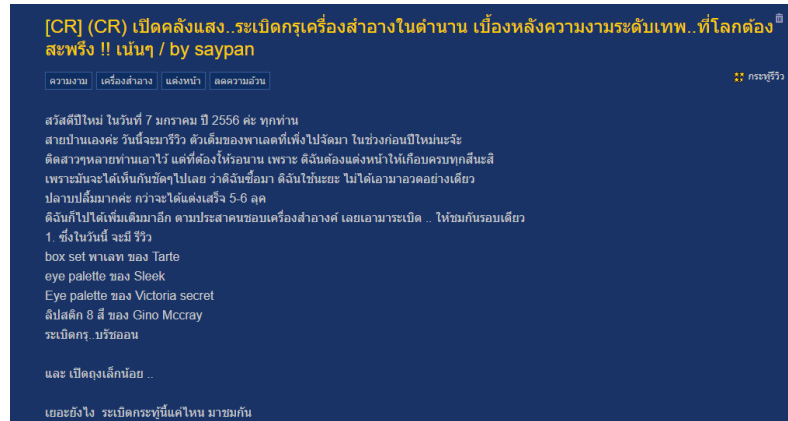 [CR] (CR) เปิดคลังแสง..ระเบิดกรุเครื่องสำอางในตำนาน เบื้องหลังความงามระดับเทพ..ที่โลกต้อง
สะพรึง !! เน้นๆ / by saypan
ความงาม เครื่องสำอาง แต่งหน้า ลดความอ้วน
กระทู้รีวิว
สวัสดีปีใหม่ ในวันที่ 7 มกราคม ปี 2556 ค่ะ ทุกท่าน
สายป่านเองค่ะ วันนี้จะมารีวิว ตัวเต็มของพาเลตที่เพิ่งไปจัดมา ในช่วงก่อนปีใหม่นะจ๊ะ
ติดสาวๆหลายท่านเอาไว้ แต่ที่ต้องให้รอนาน เพราะ ดิฉันต้องแต่งหน้าให้เกือบครบทุกสีนะสิ
เพราะมันจะได้เห็นกันชัดๆไปเลย ว่าดิฉันซื้อมา ดิฉันใช้นะยะ ไม่ได้เอามาอวดอย่างเดียว
ปลาบปลื้มมากค่ะ กว่าจะได้แต่งเสร็จ 5-6 ลุค
ดิฉันก็ไปได้เพิ่มเติมมาอีก ตามประสาคนชอบเครื่องสำอางค์ เลยเอามาระเบิด .. ให้ชมกันรอบเดียว
1. ซึ่งในวันนี้ จะมี รีวิว
box set พาเลท ของ Tarte
eye palette ของ Sleek
Eye palette ของ Victoria secret
ลิปสติก 8 สี ของ Gino Mccray
ระเบิดกรุ..บรัชออน
และ เปิดถุงเล็กน้อย ..
เยอะยังไง ระเบิดกระทู้นี้แค่ไหน มาชมกัน